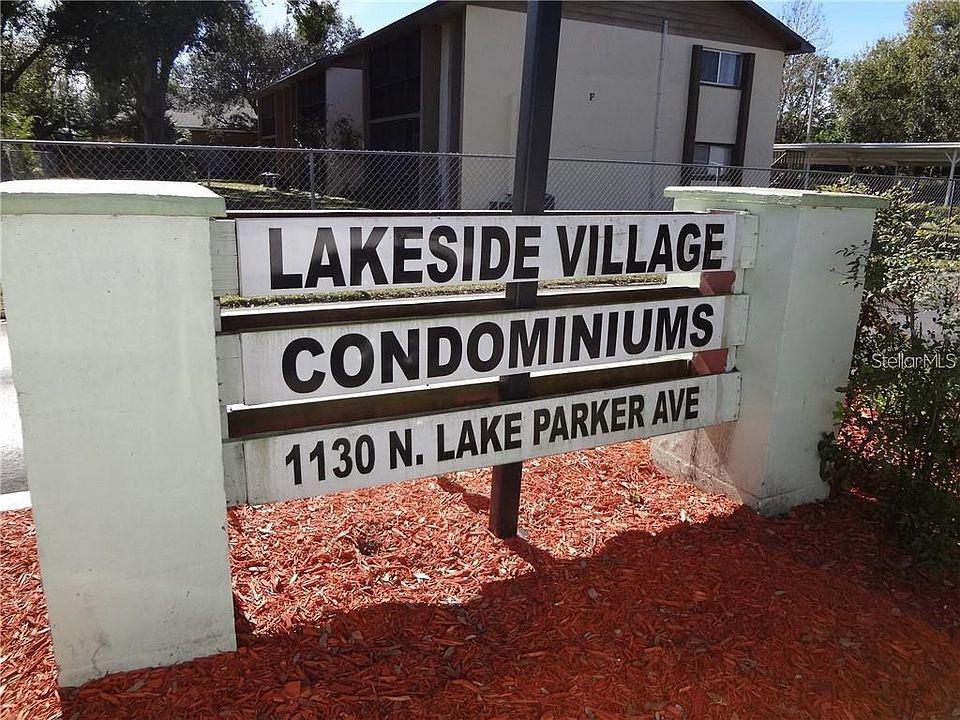 F
LAKESIDE VILLAGE
CONDOMINIUMS
1130 N. LAKE PARKER AVE
StellarMLS